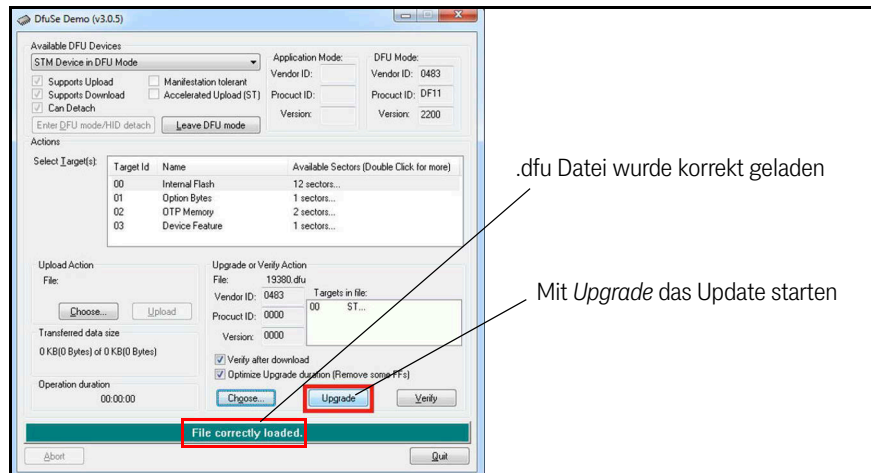 DfuSe Demo (v3.0.5)
Available DFU Devices
STM Device in DFU Mode
Supports Upload
Manifestation tolerant
Supports Download
Accelerated Upload (ST)
Can Detach
Enter DFU mode/HID detach
Leave DFU mode
Application Mode:
Vendor ID:
Procuct ID:
Version:
DFU Mode:
Vendor ID: 0483
Procuct ID: DF11
Version: 2200
Actions
Select Target(s):
Target Id Name Available Sectors (Double Click for more)
00 Internal Flash 12 sectors...
01 Option Bytes 1 sectors...
02 OTP Memory 2 sectors...
03 Device Feature 1 sectors...
Upload Action
File:
Choose...
Upload
Transferred data size
0 KB(0 Bytes) of 0 KB(0 Bytes)
Operation duration
00:00:00
Upgrade or Verify Action
File: 19380.dfu
Vendor ID: 0483
Procuct ID: 0000
Version: 0000
Targets in file:
00 ST...
Verify after download
Optimize Upgrade duration (Remove some FFs)
Choose...
Upgrade
Verify
File correctly loaded.
Abort
Quit
.dfu Datei wurde korrekt geladen
Mit Upgrade das Update starten